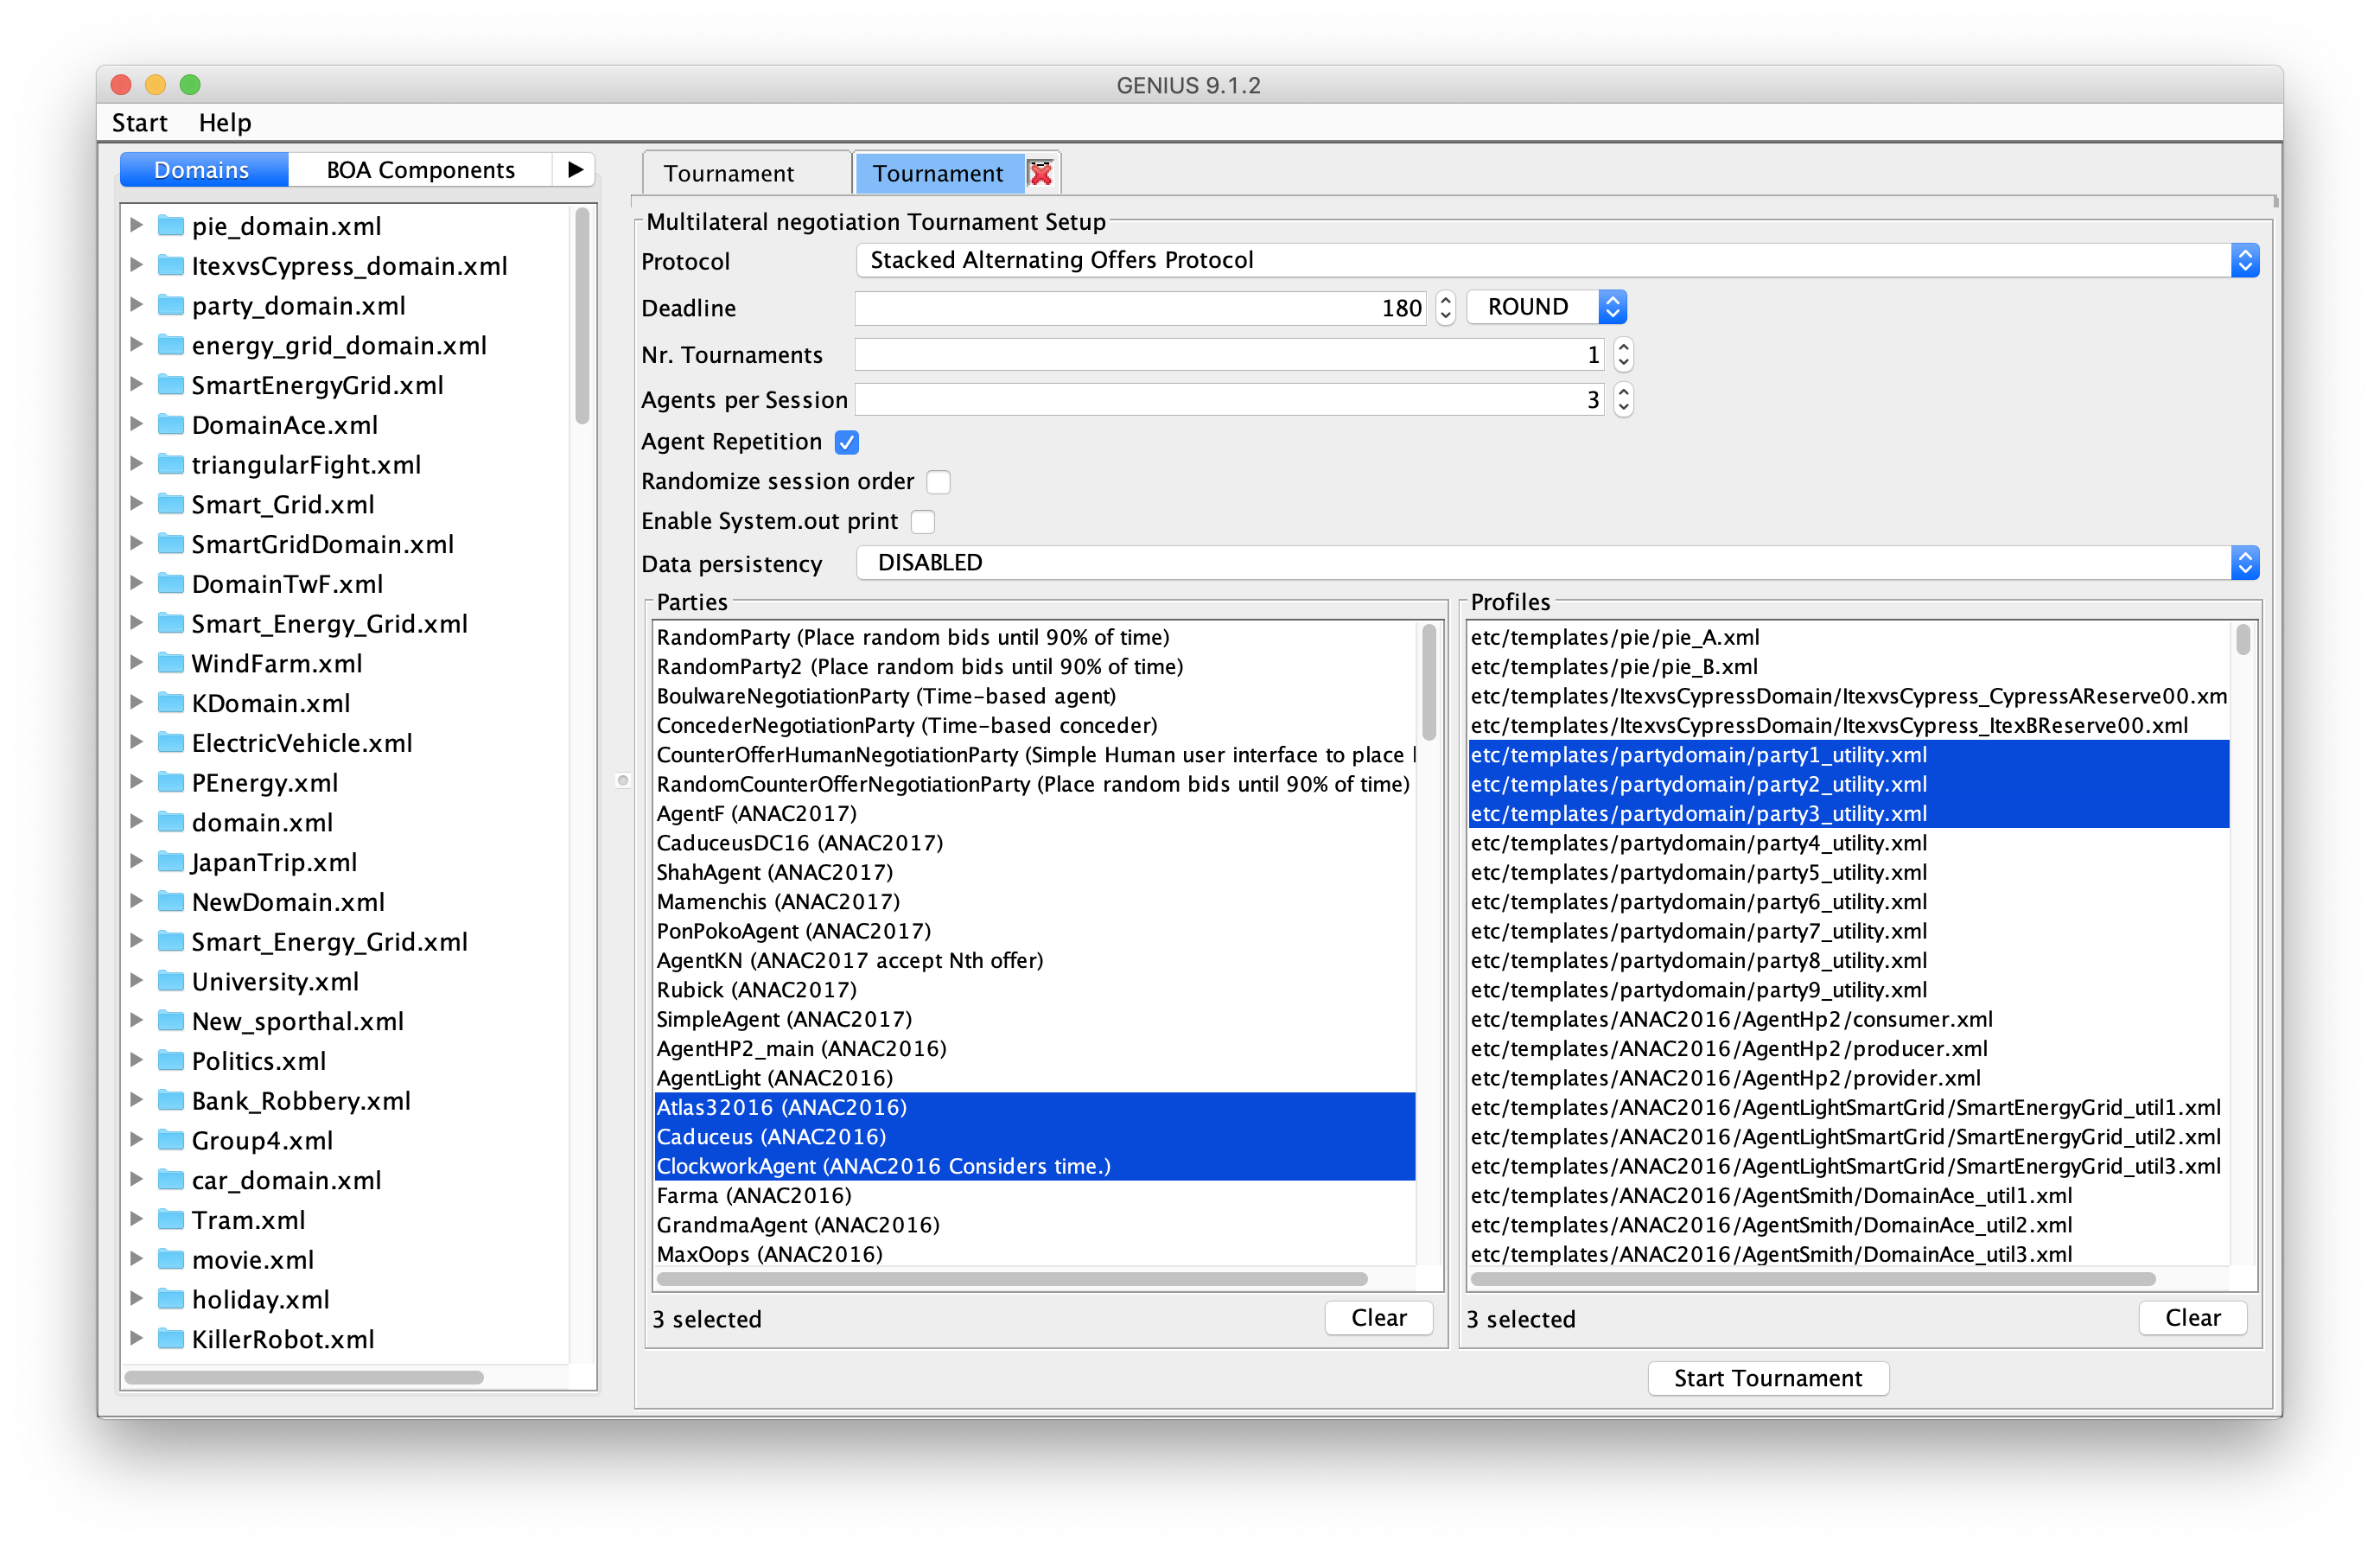 GENIUS 9.1.2
Start Help
Domains BOA Components
pie_domain.xml
ItexvsCypress_domain.xml
party_domain.xml
energy_grid_domain.xml
SmartEnergyGrid.xml
DomainAce.xml
triangularFight.xml
Smart_Grid.xml
SmartGridDomain.xml
DomainTwF.xml
Smart_Energy_Grid.xml
WindFarm.xml
KDomain.xml
ElectricVehicle.xml
PEnergy.xml
domain.xml
JapanTrip.xml
NewDomain.xml
Smart_Energy_Grid.xml
University.xml
New_sporthal.xml
Politics.xml
Bank_Robbery.xml
Group4.xml
car_domain.xml
Tram.xml
movie.xml
holiday.xml
KillerRobot.xml
Tournament Tournament
Multilateral negotiation Tournament Setup
Protocol Stacked Alternating Offers Protocol
Deadline 180 ROUND
Nr. Tournaments 1
Agents per Session 3
Agent Repetition
Randomize session order
Enable System.out print
Data persistency DISABLED
Parties
RandomParty (Place random bids until 90% of time)
RandomParty2 (Place random bids until 90% of time)
BoulwareNegotiationParty (Time-based agent)
ConcederNegotiationParty (Time-based conceder)
CounterOfferHumanNegotiationParty (Simple Human user interface to place
RandomCounterOfferNegotiationParty (Place random bids until 90% of time)
AgentF (ANAC2017)
CaduceusDC16 (ANAC2017)
ShahAgent (ANAC2017)
Mamenchis (ANAC2017)
PonPokoAgent (ANAC2017)
AgentKN (ANAC2017 accept Nth offer)
Rubick (ANAC2017)
SimpleAgent (ANAC2017)
AgentHP2_main (ANAC2016)
AgentLight (ANAC2016)
Atlas32016 (ANAC2016)
Caduceus (ANAC2016)
ClockworkAgent (ANAC2016 Considers time.)
Farma (ANAC2016)
GrandmaAgent (ANAC2016)
MaxOops (ANAC2016)
3 selected Clear
Profiles
etc/templates/pie/pie_A.xml
etc/templates/pie/pie_B.xml
etc/templates/ItexvsCypressDomain/ItexvsCypress_CypressAReserve00.xm
etc/templates/ItexvsCypressDomain/ItexvsCypress_ItexBReserve00.xml
etc/templates/partydomain/party1_utility.xml
etc/templates/partydomain/party2_utility.xml
etc/templates/partydomain/party3_utility.xml
etc/templates/partydomain/party4_utility.xml
etc/templates/partydomain/party5_utility.xml
etc/templates/partydomain/party6_utility.xml
etc/templates/partydomain/party7_utility.xml
etc/templates/partydomain/party8_utility.xml
etc/templates/partydomain/party9_utility.xml
etc/templates/ANAC2016/AgentHp2/consumer.xml
etc/templates/ANAC2016/AgentHp2/producer.xml
etc/templates/ANAC2016/AgentHp2/provider.xml
etc/templates/ANAC2016/AgentLightSmartGrid/SmartEnergyGrid_util1.xml
etc/templates/ANAC2016/AgentLightSmartGrid/SmartEnergyGrid_util2.xml
etc/templates/ANAC2016/AgentLightSmartGrid/SmartEnergyGrid_util3.xml
etc/templates/ANAC2016/AgentSmith/DomainAce_util1.xml
etc/templates/ANAC2016/AgentSmith/DomainAce_util2.xml
etc/templates/ANAC2016/AgentSmith/DomainAce_util3.xml
3 selected Clear
Start Tournament